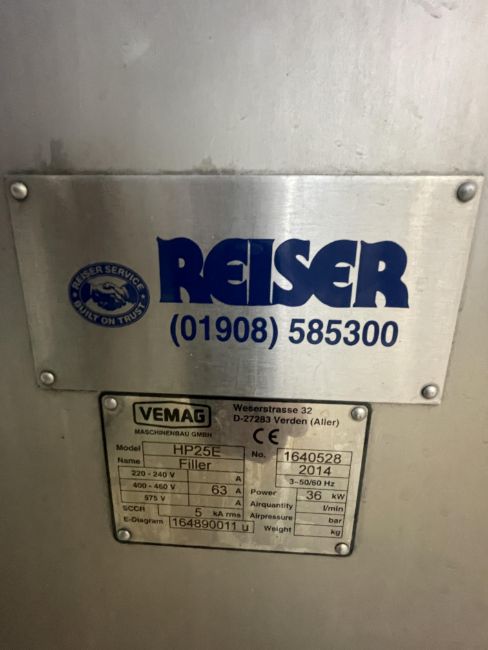 REISER SERVICE
BUILT ON TRUST
REISER
(01908) 585300
VEMAG
MASCHINENBAU GMBH
Weserstrasse 32
D-27283 Verden (Aller)
CE
Model HP25E No. 1640528
Name Filler 2014
220 - 240 V A 3~50/60 Hz
400 - 460 V 63 A Power 36 kW
575 V A Airquantity l/min
SCCR 5 kA rms Airpressure bar
E-Diagram 164890011 u Weight kg